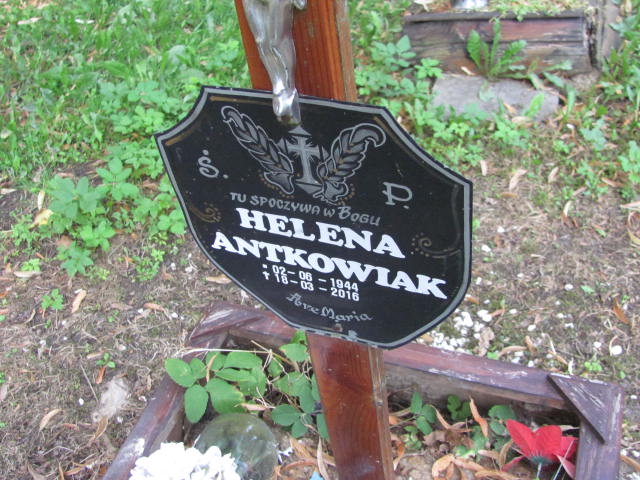 Ś. P.
TU SPOCZYWA W BOGU
HELENA
ANTKOWIAK
* 02-06-1944
✝ 18-03-2016
Ave Maria